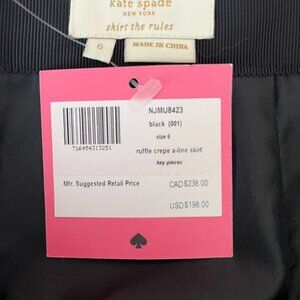 kate spade
NEW YORK
skirt the rules
6
MADE IN CHINA
NJMU8423
black (001)
size 6
716454313251
ruffle crepe a-line skirt
key pieces
Mfr. Suggested Retail Price
CAD$238.00
USD$198.00